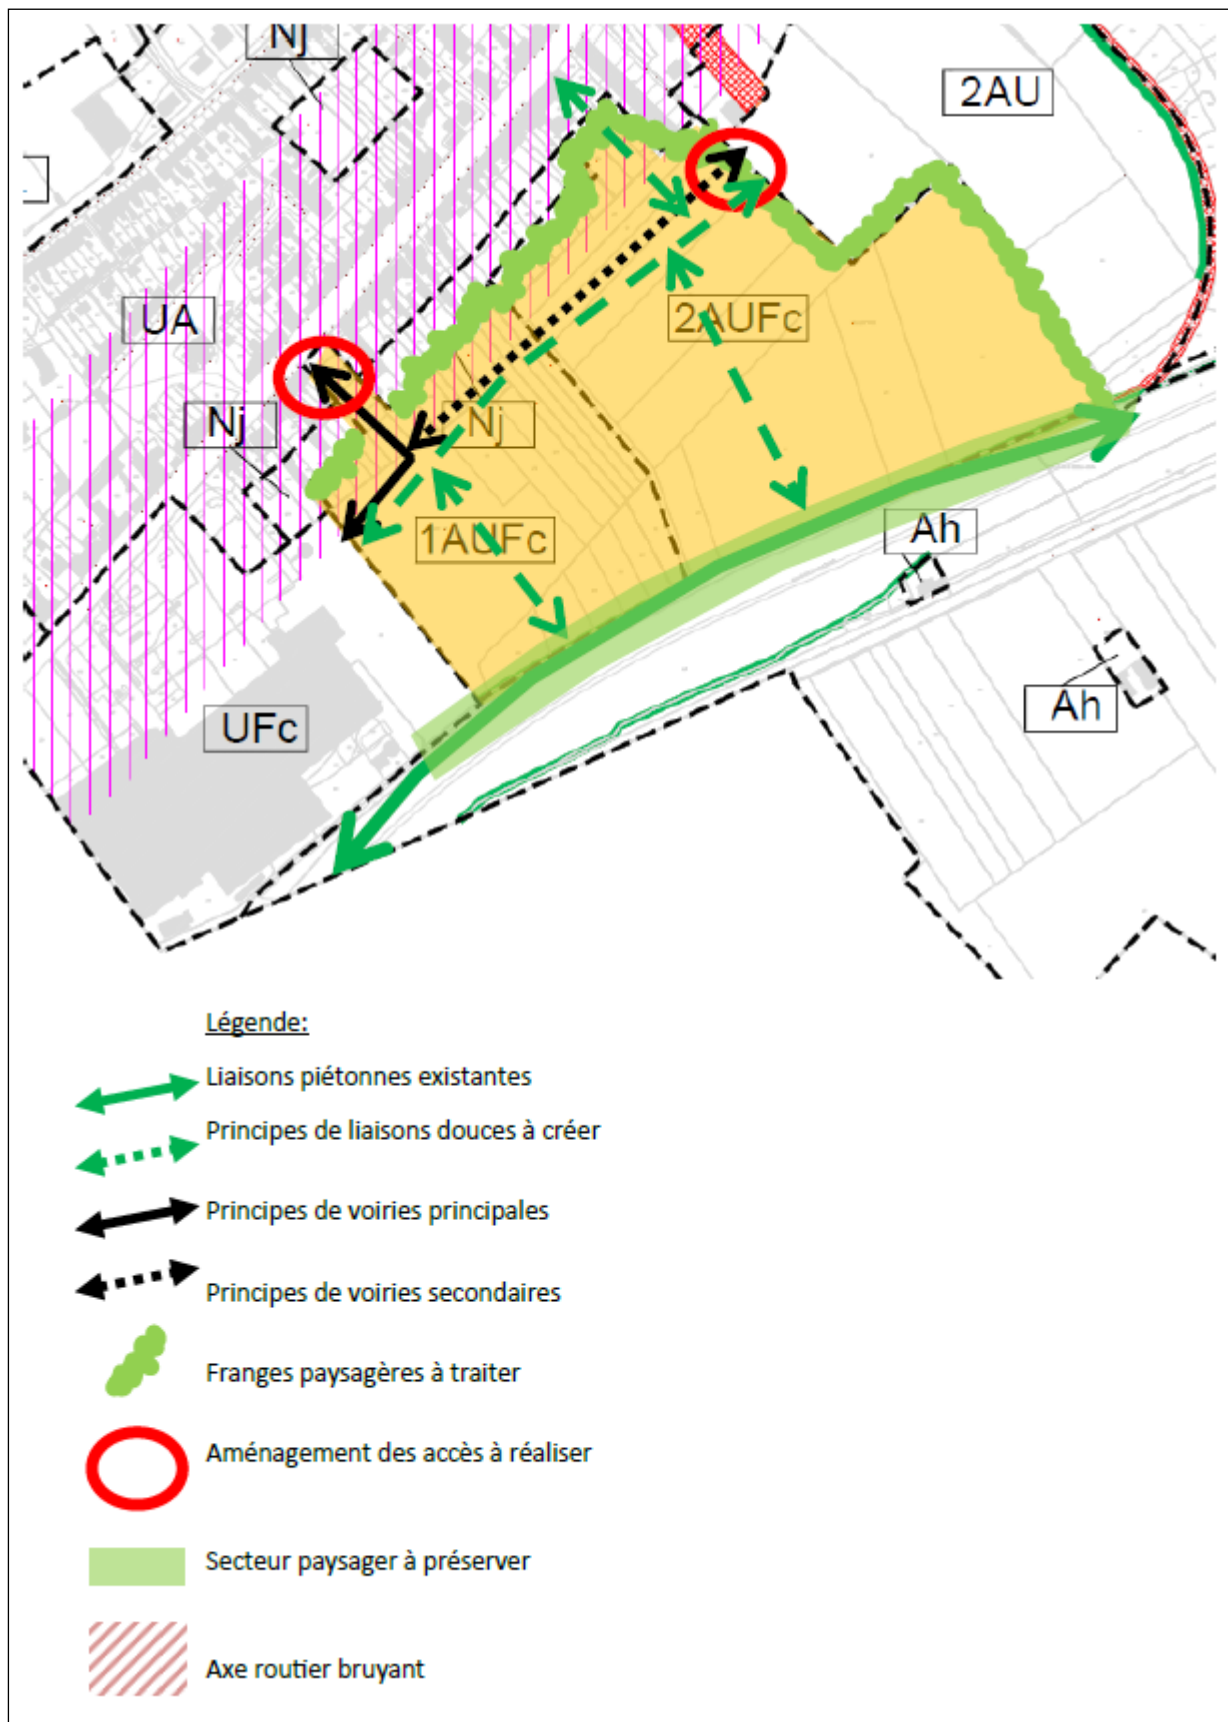 Nj
2AU
UA
2AUFc
Nj
Nj
1AUFc
Ah
UFc
Ah
Légende:
Liaisons piétonnes existantes
Principes de liaisons douces à créer
Principes de voiries principales
Principes de voiries secondaires
Franges paysagères à traiter
Aménagement des accès à réaliser
Secteur paysager à préserver
Axe routier bruyant